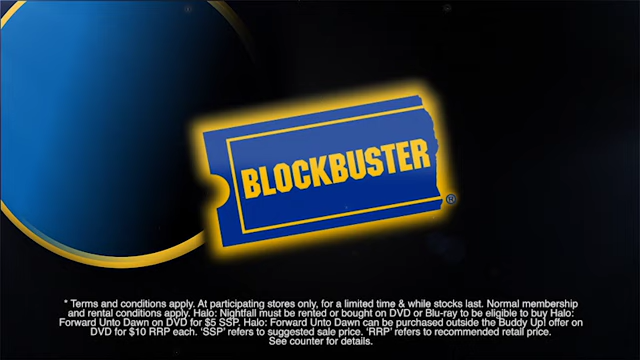 BLOCKBUSTER
®
* Terms and conditions apply. At participating stores only, for a limited time & while stocks last. Normal membership
and rental conditions apply. Halo: Nightfall must be rented or bought on DVD or Blu-ray to be eligible to buy Halo:
Forward Unto Dawn on DVD for $5 SSP. Halo: Forward Unto Dawn can be purchased outside the Buddy Up! offer on
DVD for $10 RRP each. 'SSP' refers to suggested sale price. 'RRP' refers to recommended retail price.
See counter for details.